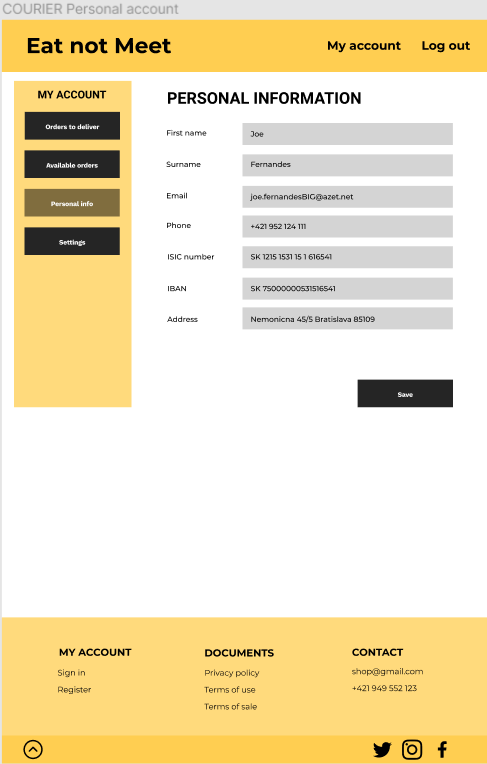 COURIER Personal account
Eat not Meet
My account Log out
MY ACCOUNT
Orders to deliver
Available orders
Personal info
Settings
PERSONAL INFORMATION
First name Joe
Surname Fernandes
Email joe.fernandesBIG@azet.net
Phone +421 952 124 111
ISIC number SK 1215 1531 15 1 616541
IBAN SK 75000000531516541
Address Nemonicna 45/5 Bratislava 85109
Save
MY ACCOUNT
Sign in
Register
DOCUMENTS
Privacy policy
Terms of use
Terms of sale
CONTACT
shop@gmail.com
+421 949 552 123